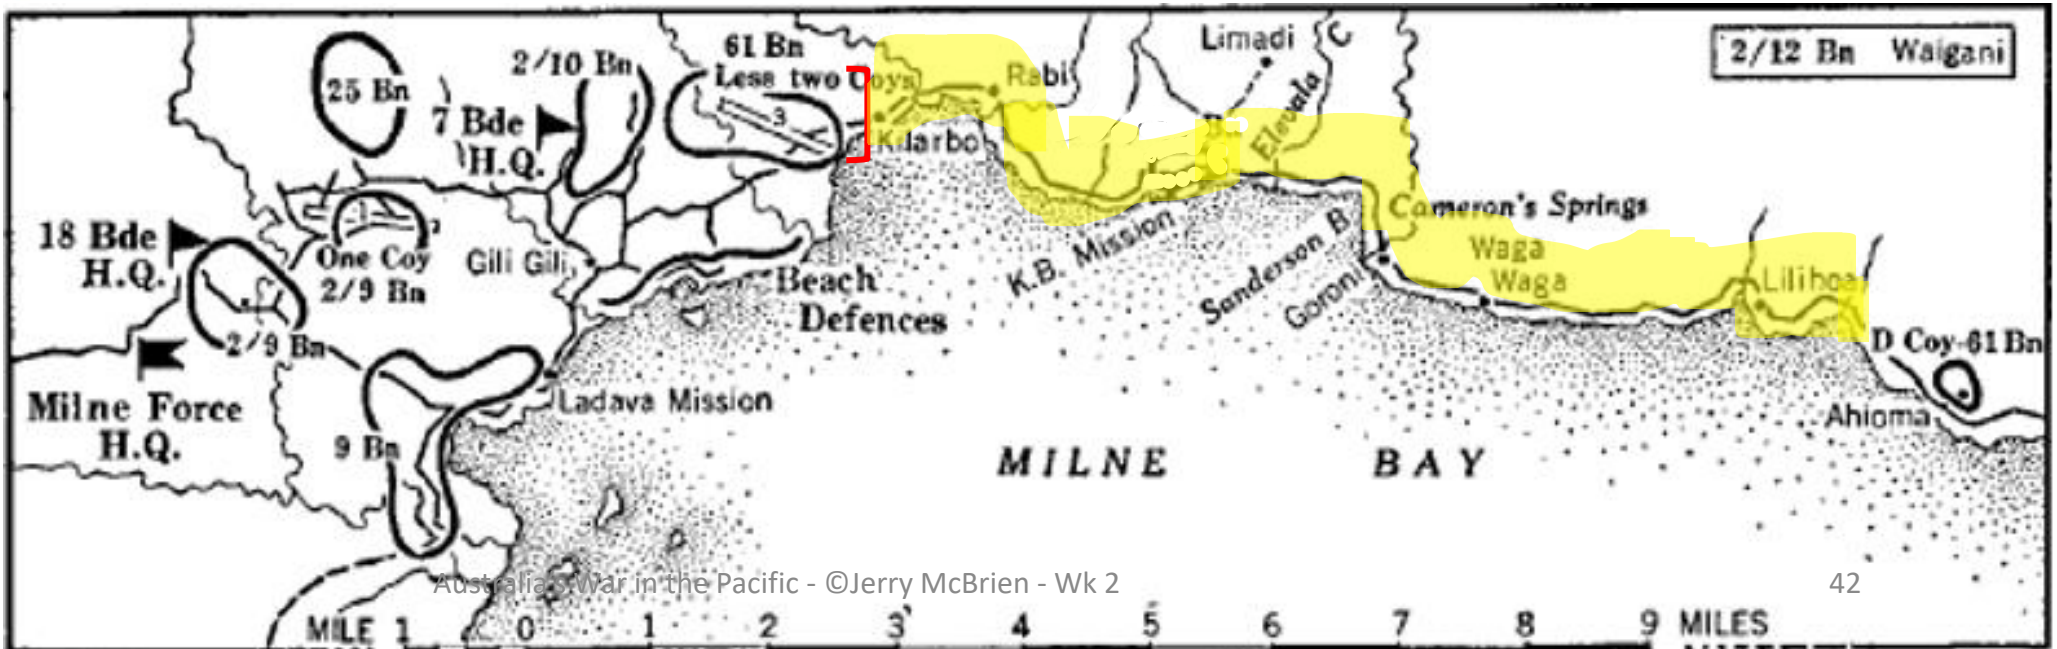 25 Bn
2/10 Bn
7 Bde
H.Q.
61 Bn
Less two Coys
3
Kilarbo
Rabi
Limadi
Elevala C
2/12 Bn Waigani
18 Bde
H.Q.
1
2
One Coy
2/9 Bn
Gili Gili
Beach
Defences
K.B. Mission
Sanderson B
Goroni
Cameron's Springs
Waga
Waga
Lilihoa
D Coy-61 Bn
Ahioma
2/9 Bn
Milne Force
H.Q.
9 Bn
Ladava Mission
MILNE BAY
Australia's War in the Pacific - ©Jerry McBrien - Wk 2
42
MILE 1 0 1 2 3 4 5 6 7 8 9 MILES